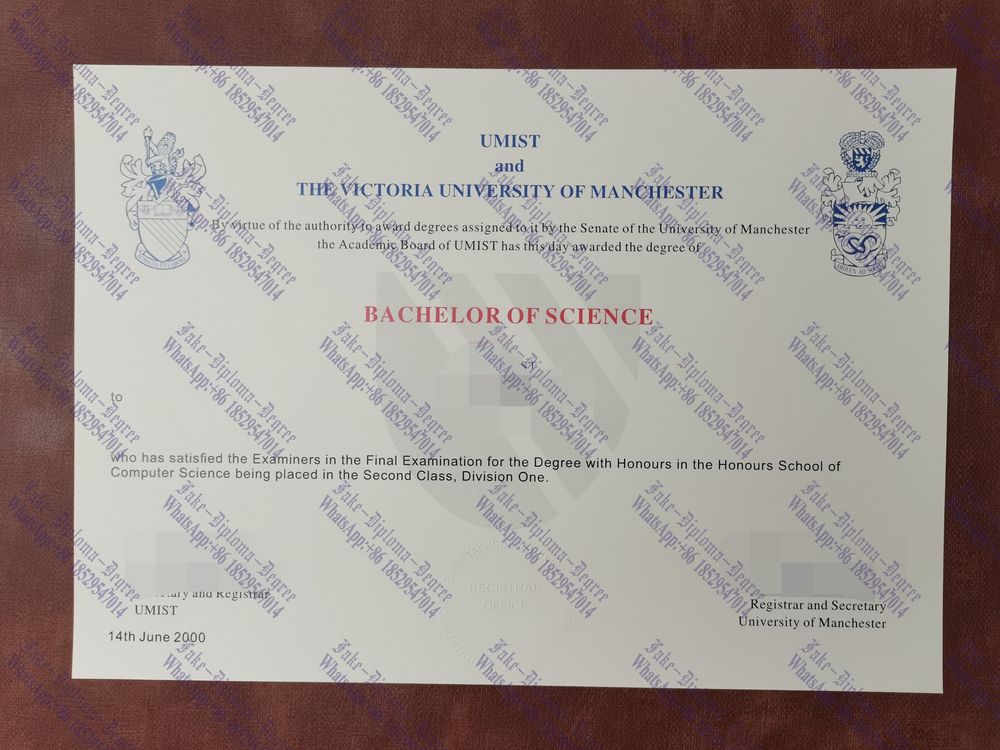 UMIST
and
THE VICTORIA UNIVERSITY OF MANCHESTER
By virtue of the authority to award degrees assigned to it by the Senate of the University of Manchester
the Academic Board of UMIST has this day awarded the degree of
BACHELOR OF SCIENCE
to
who has satisfied the Examiners in the Final Examination for the Degree with Honours in the Honours School of
Computer Science being placed in the Second Class, Division One.
REGISTRAR
OFFICE
and Registrar
UMIST
14th June 2000
Registrar and Secretary
University of Manchester
Fake-Diploma-Degree
WhatsApp:+86 18529547014